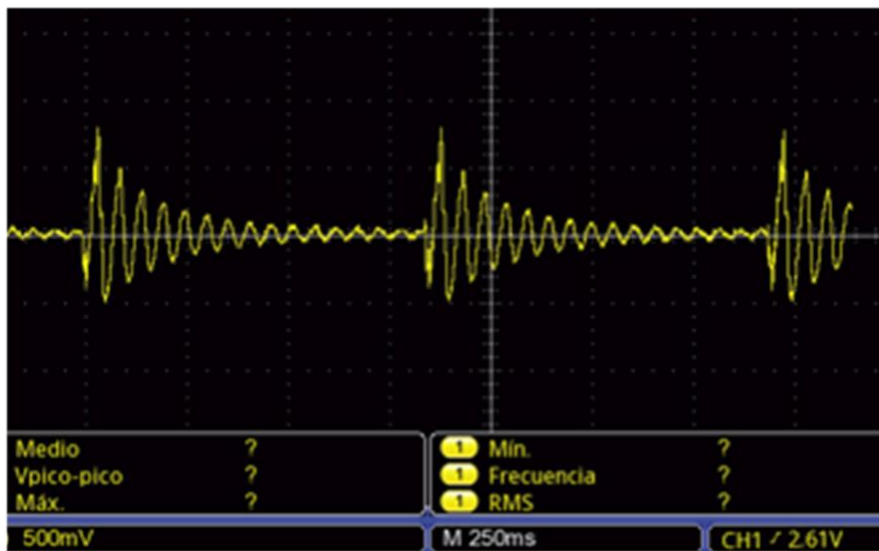 Medio ?
1 Mín. ?
Vpico-pico ?
1 Frecuencia ?
Máx. ?
1 RMS ?
500mV M 250ms CH1 / 2.61V